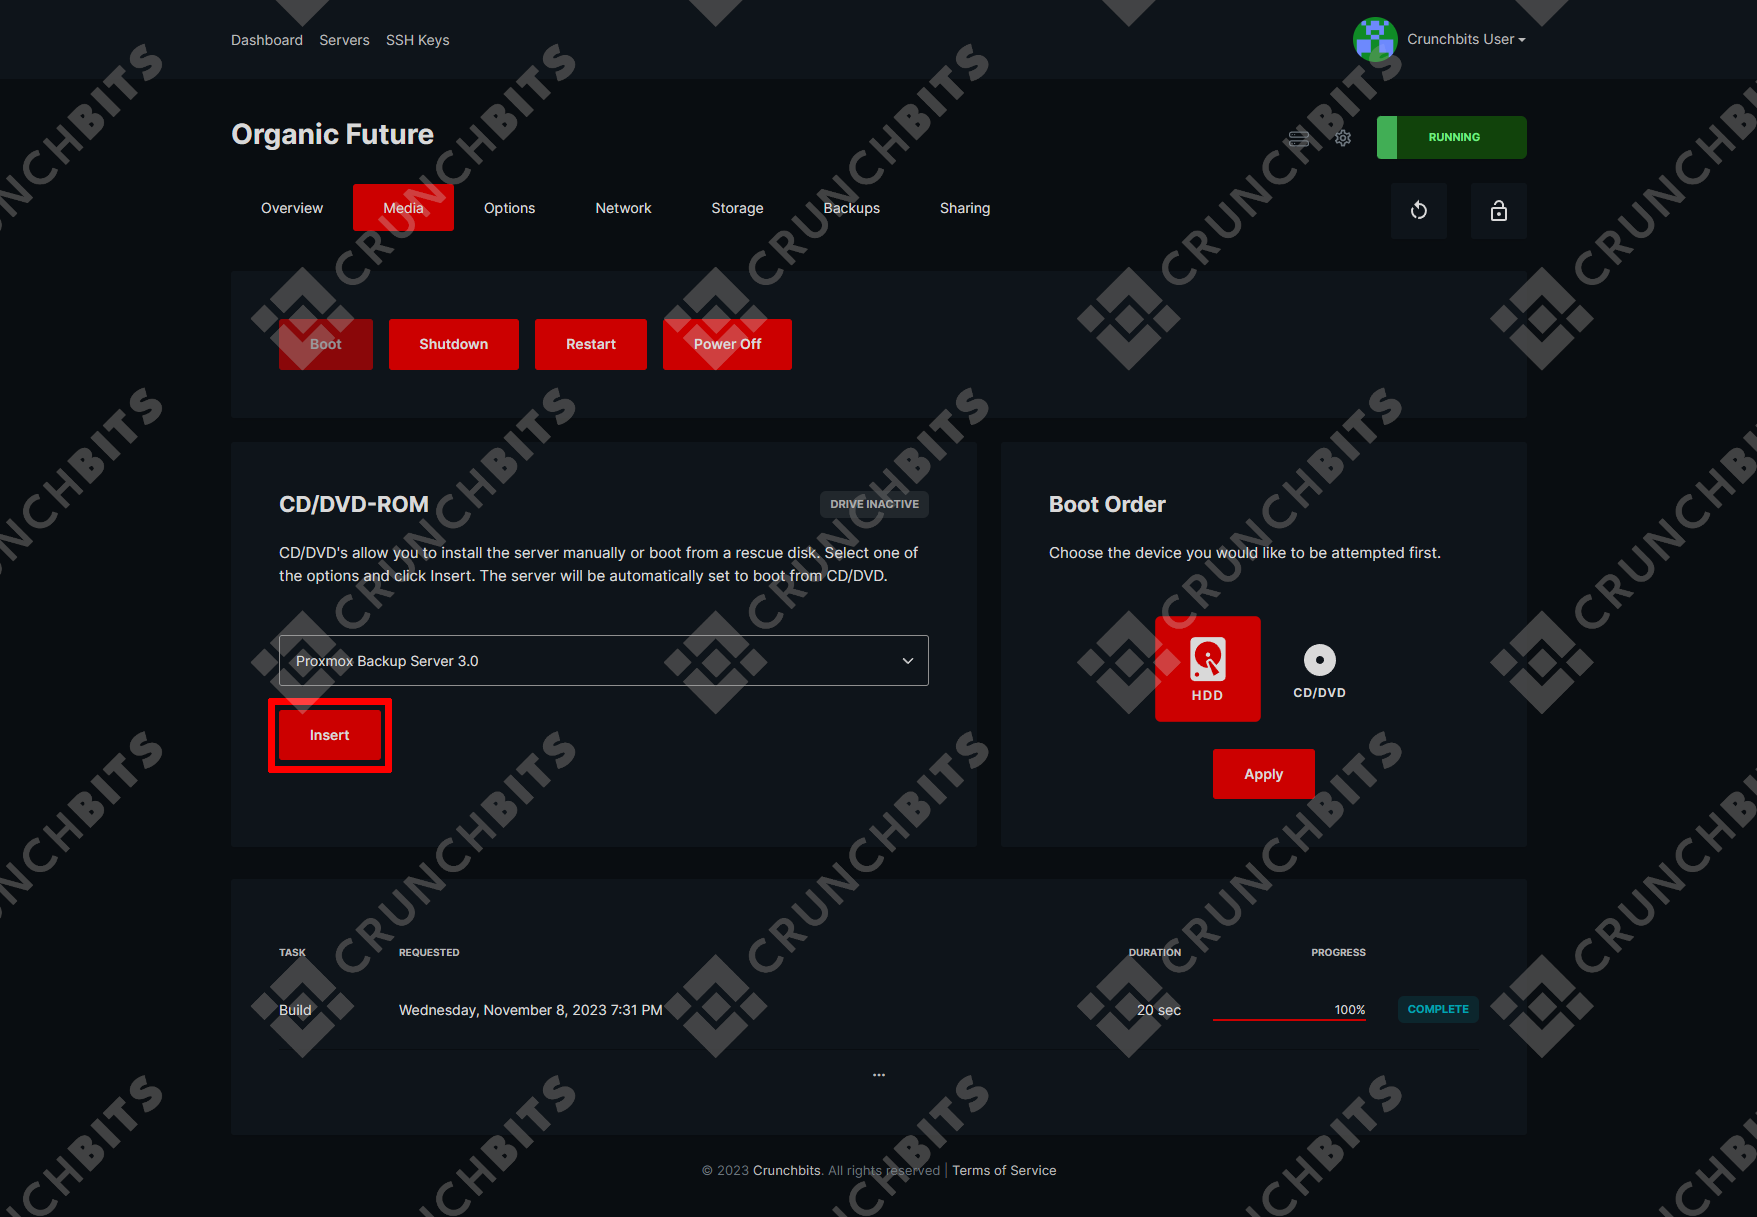 Dashboard Servers SSH Keys
Crunchbits User
Organic Future
RUNNING
Overview Media Options Network Storage Backups Sharing
Boot Shutdown Restart Power Off
CD/DVD-ROM
DRIVE INACTIVE
CD/DVD's allow you to install the server manually or boot from a rescue disk. Select one of
the options and click Insert. The server will be automatically set to boot from CD/DVD.
Proxmox Backup Server 3.0
Insert
Boot Order
Choose the device you would like to be attempted first.
HDD
CD/DVD
Apply
TASK REQUESTED DURATION PROGRESS
Build Wednesday, November 8, 2023 7:31 PM 20 sec 100% COMPLETE
...
© 2023 Crunchbits. All rights reserved | Terms of Service
CRUNCHBITS